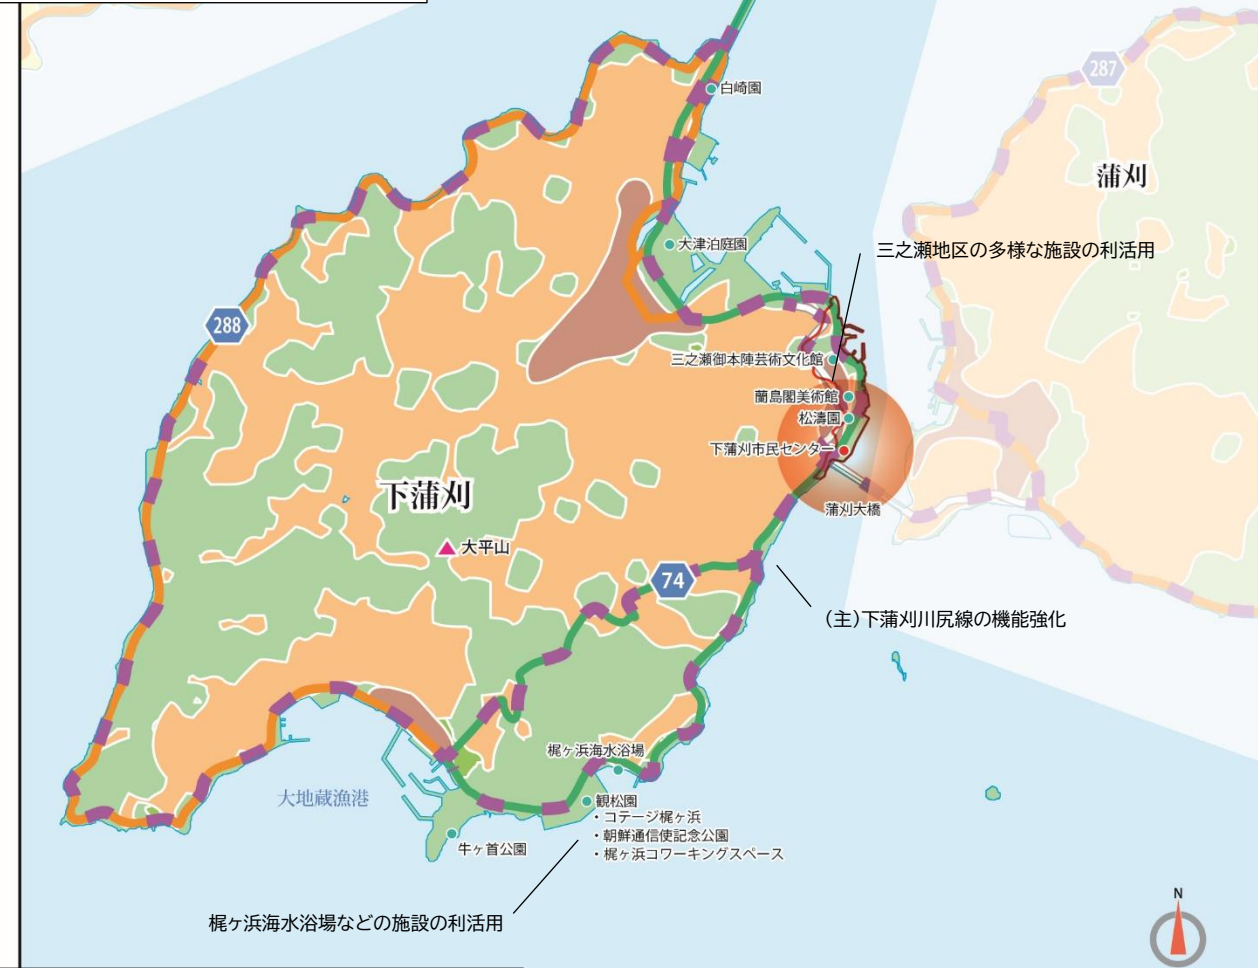 287
白崎園
蒲刈
大津泊庭園
三之瀬地区の多様な施設の利活用
288
三之瀬御本陣芸術文化館
蘭島閣美術館
松濤園
下蒲刈市民センター
下蒲刈
蒲刈大橋
大平山
74
(主)下蒲刈川尻線の機能強化
梶ヶ浜海水浴場
大地蔵漁港
観松園
・コテージ梶ヶ浜
・朝鮮通信使記念公園
・梶ヶ浜コワーキングスペース
牛ヶ首公園
梶ヶ浜海水浴場などの施設の利活用
N